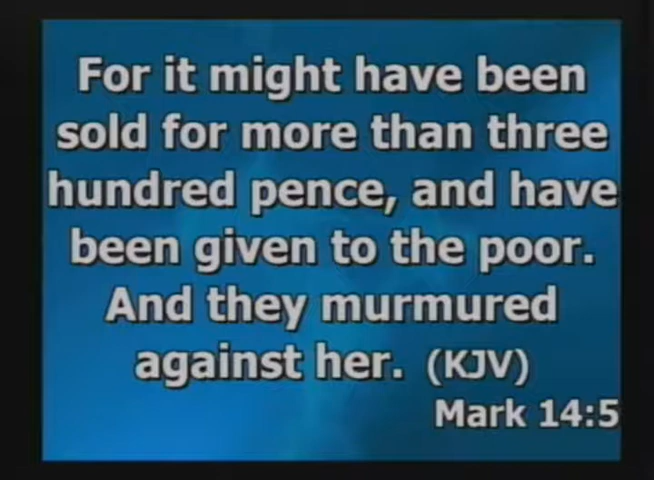 For it might have been
sold for more than three
hundred pence, and have
been given to the poor.
And they murmured
against her. (KJV)
Mark 14:5